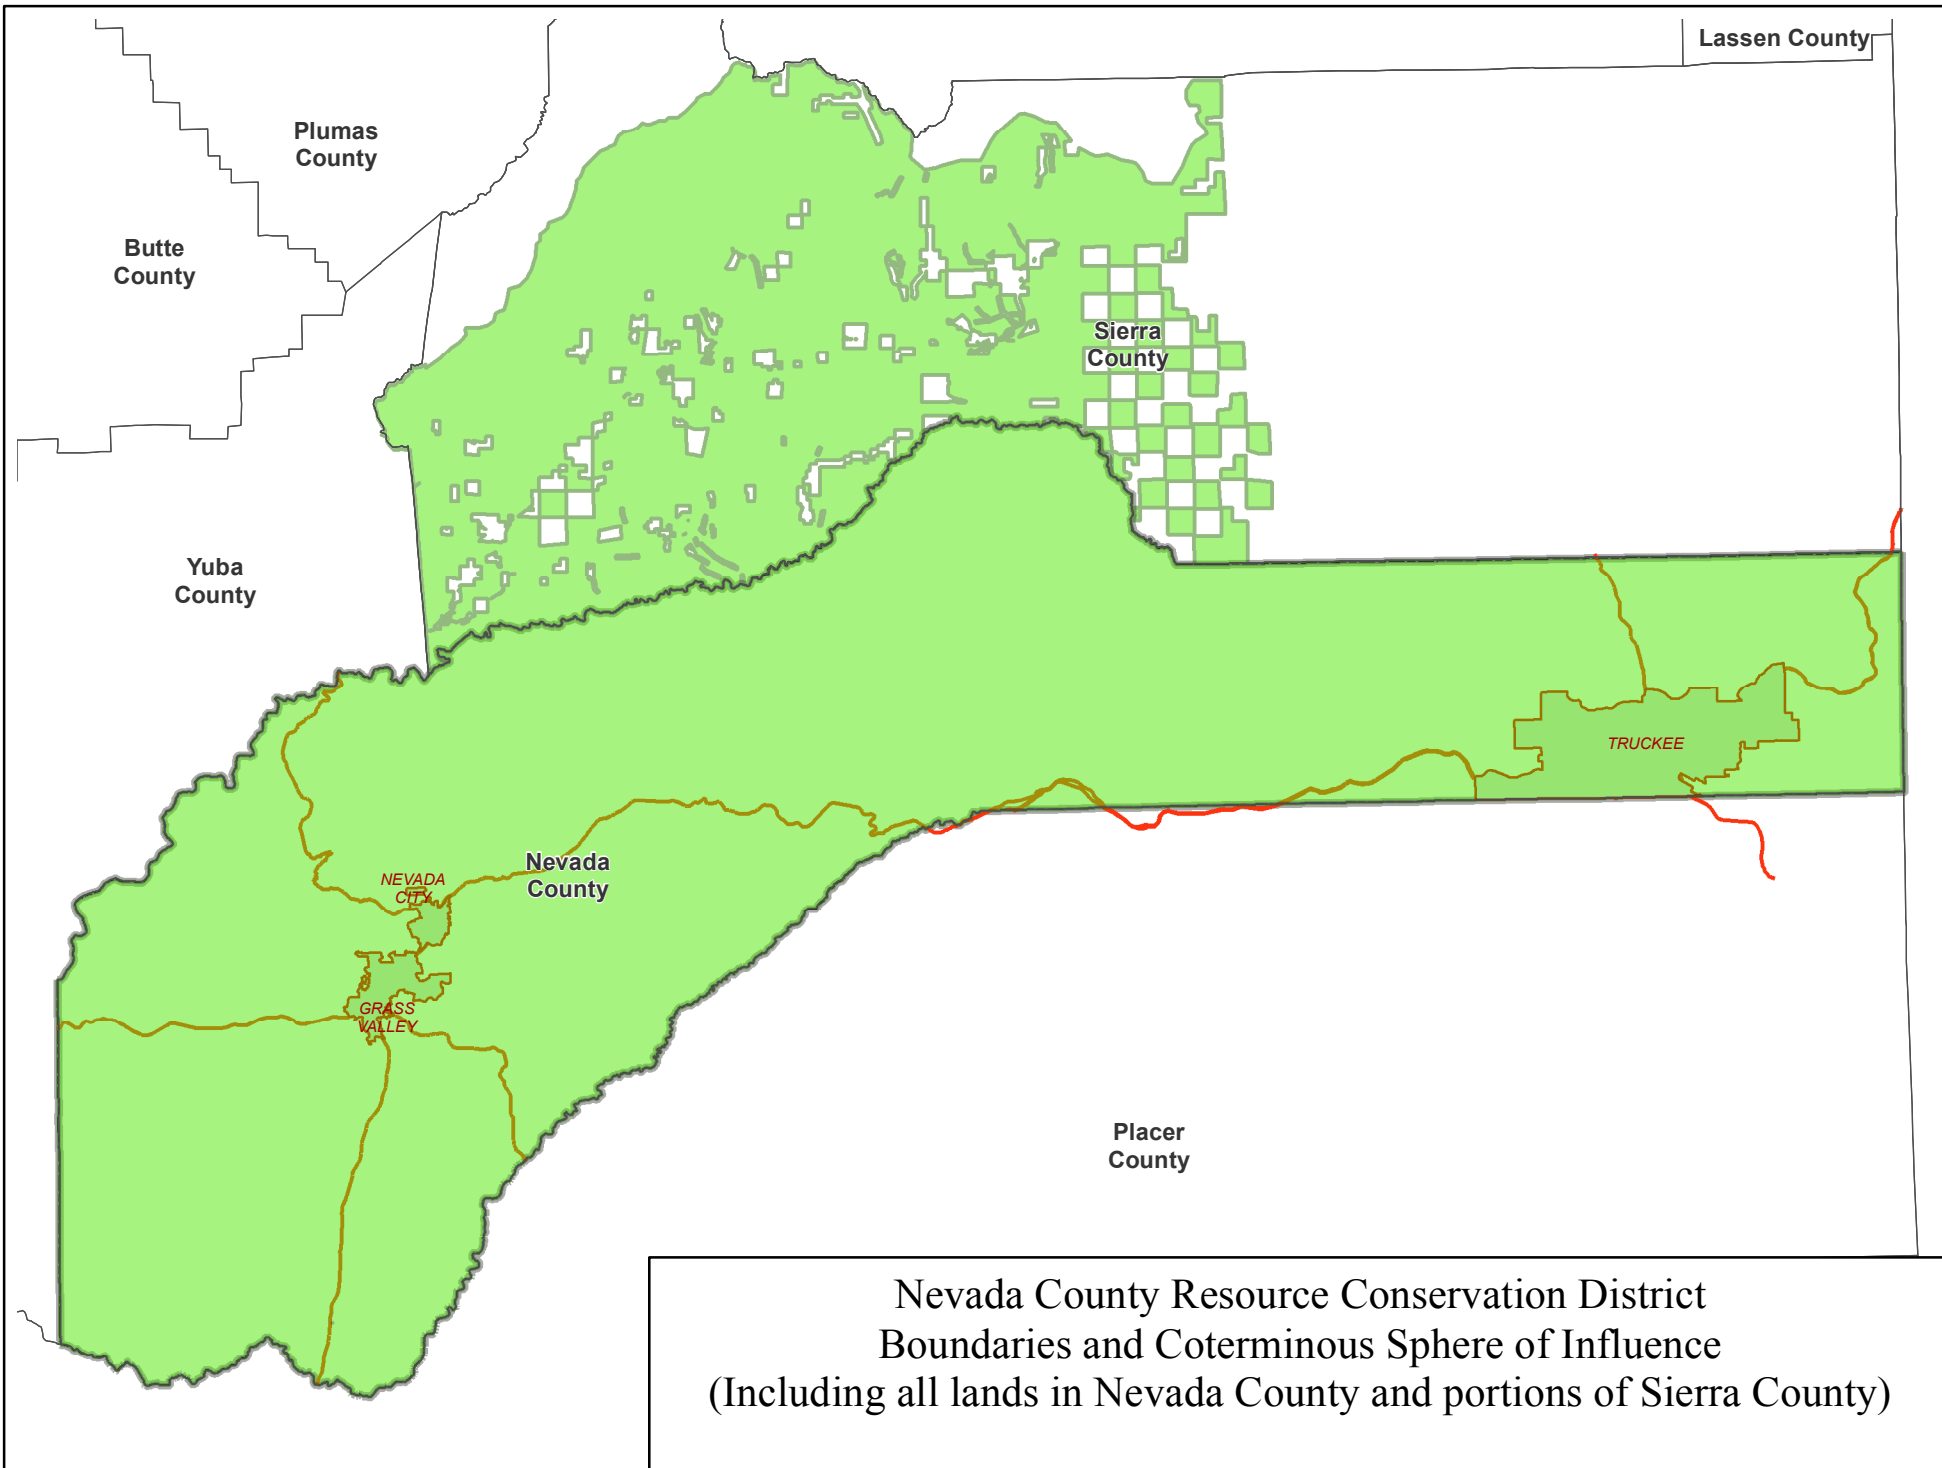 Lassen County
Plumas
County
Butte
County
Sierra
County
Yuba
County
TRUCKEE
Nevada
County
NEVADA
CITY
GRASS
VALLEY
Placer
County
Nevada County Resource Conservation District
Boundaries and Coterminous Sphere of Influence
(Including all lands in Nevada County and portions of Sierra County)